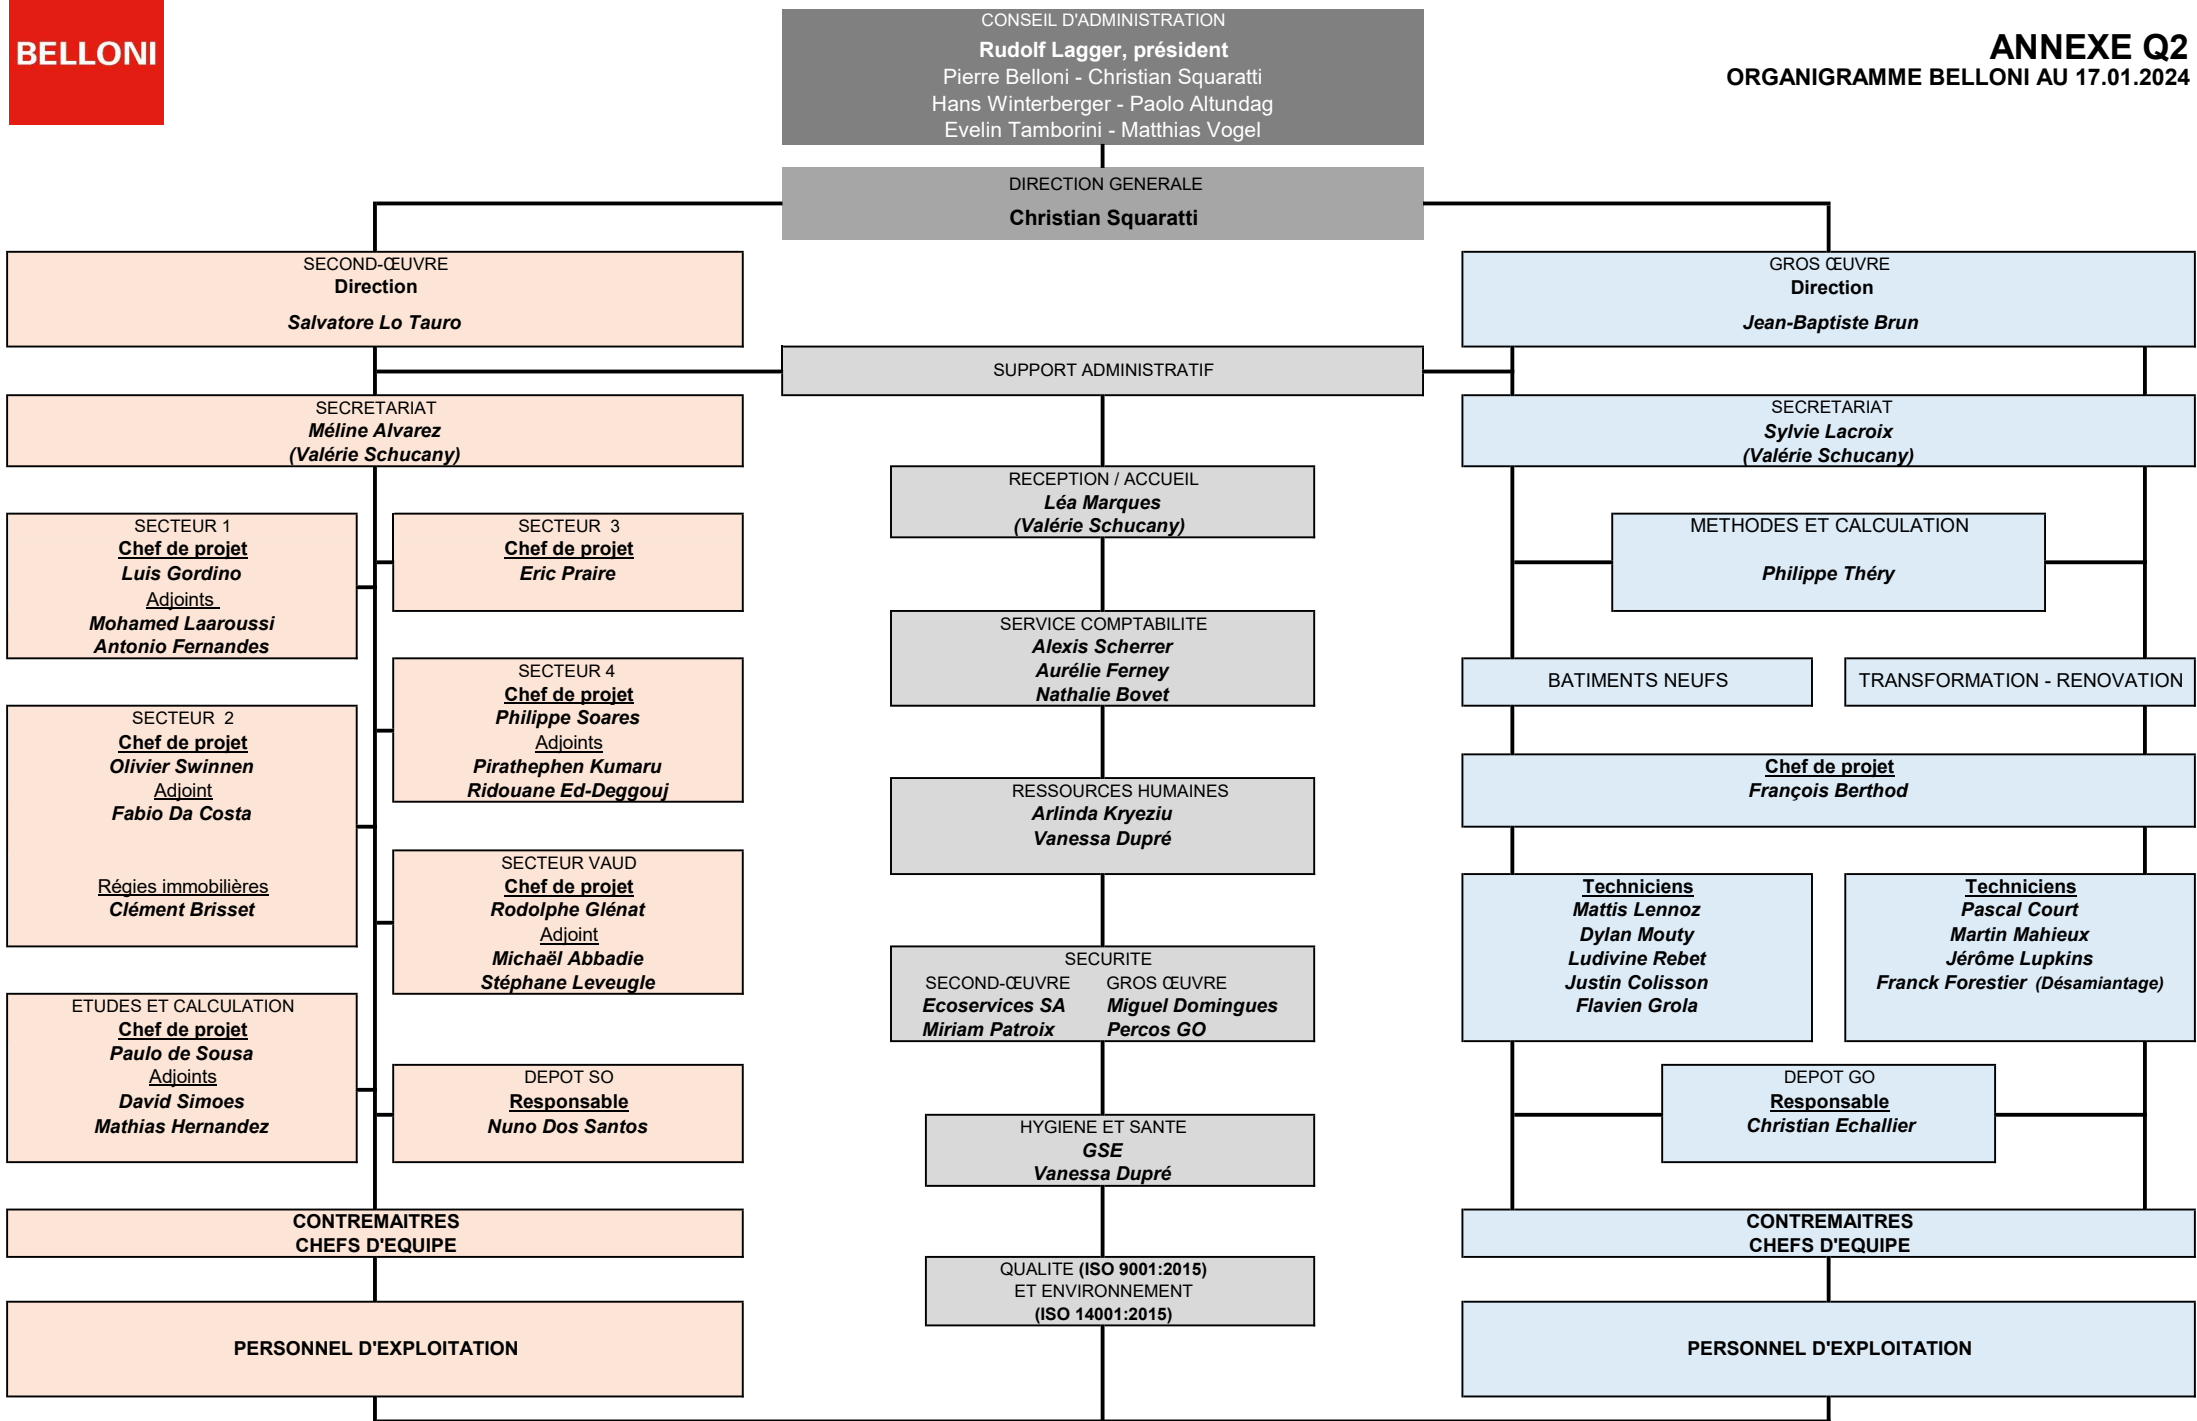 BELLONI
CONSEIL D'ADMINISTRATION
Rudolf Lagger, président
Pierre Belloni - Christian Squaratti
Hans Winterberger - Paolo Altundag
Evelin Tamborini - Matthias Vogel
ANNEXE Q2
ORGANIGRAMME BELLONI AU 17.01.2024
DIRECTION GENERALE
Christian Squaratti
SECOND-ŒUVRE
Direction
Salvatore Lo Tauro
GROS ŒUVRE
Direction
Jean-Baptiste Brun
SUPPORT ADMINISTRATIF
SECRETARIAT
Méline Alvarez
(Valérie Schucany)
SECRETARIAT
Sylvie Lacroix
(Valérie Schucany)
SECTEUR 1
Chef de projet
Luis Gordino
Adjoints
Mohamed Laaroussi
Antonio Fernandes
SECTEUR 2
Chef de projet
Olivier Swinnen
Adjoint
Fabio Da Costa
Régies immobilières
Clément Brisset
ETUDES ET CALCULATION
Chef de projet
Paulo de Sousa
Adjoints
David Simoes
Mathias Hernandez
SECTEUR 3
Chef de projet
Eric Praire
SECTEUR 4
Chef de projet
Philippe Soares
Adjoints
Pirathephen Kumaru
Ridouane Ed-Deggouj
SECTEUR VAUD
Chef de projet
Rodolphe Glénat
Adjoint
Michaël Abbadie
Stéphane Leveugle
DEPOT SO
Responsable
Nuno Dos Santos
CONTREMAITRES
CHEFS D'EQUIPE
PERSONNEL D'EXPLOITATION
RECEPTION / ACCUEIL
Léa Marques
(Valérie Schucany)
SERVICE COMPTABILITE
Alexis Scherrer
Aurélie Ferney
Nathalie Bovet
RESSOURCES HUMAINES
Arlinda Kryeziu
Vanessa Dupré
SECURITE
SECOND-ŒUVRE GROS ŒUVRE
Ecoservices SA Miguel Domingues
Miriam Patroix Percos GO
HYGIENE ET SANTE
GSE
Vanessa Dupré
QUALITE (ISO 9001:2015)
ET ENVIRONNEMENT
(ISO 14001:2015)
METHODES ET CALCULATION
Philippe Théry
BATIMENTS NEUFS
TRANSFORMATION - RENOVATION
Chef de projet
François Berthod
Techniciens
Mattis Lennoz
Dylan Mouty
Ludivine Rebet
Justin Colisson
Flavien Grola
Techniciens
Pascal Court
Martin Mahieux
Jérôme Lupkins
Franck Forestier (Désamiantage)
DEPOT GO
Responsable
Christian Echallier
CONTREMAITRES
CHEFS D'EQUIPE
PERSONNEL D'EXPLOITATION